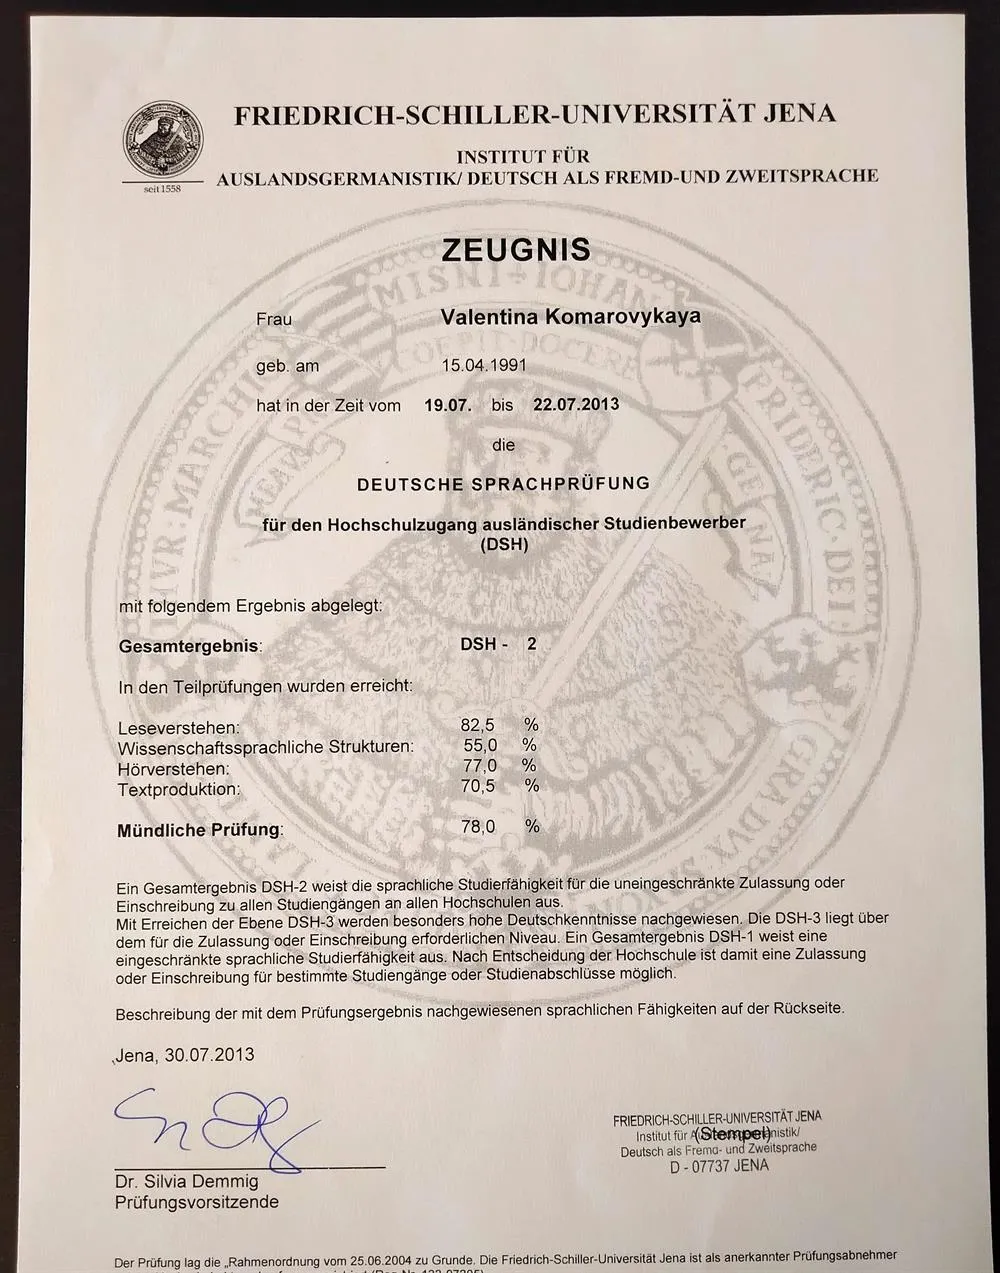 FRIEDRICH-SCHILLER-UNIVERSITÄT JENA
INSTITUT FÜR
AUSLANDSGERMANISTIK/ DEUTSCH ALS FREMD-UND ZWEITSPRACHE
seit 1558
ZEUGNIS
Frau Valentina Komarovykaya
geb. am 15.04.1991
hat in der Zeit vom 19.07. bis 22.07.2013
die
DEUTSCHE SPRACHPRÜFUNG
für den Hochschulzugang ausländischer Studienbewerber
(DSH)
mit folgendem Ergebnis abgelegt:
Gesamtergebnis: DSH - 2
In den Teilprüfungen wurden erreicht:
Leseverstehen: 82,5 %
Wissenschaftssprachliche Strukturen: 55,0 %
Hörverstehen: 77,0 %
Textproduktion: 70,5 %
Mündliche Prüfung: 78,0 %
Ein Gesamtergebnis DSH-2 weist die sprachliche Studierfähigkeit für die uneingeschränkte Zulassung oder
Einschreibung zu allen Studiengängen an allen Hochschulen aus.
Mit Erreichen der Ebene DSH-3 werden besonders hohe Deutschkenntnisse nachgewiesen. Die DSH-3 liegt über
dem für die Zulassung oder Einschreibung erforderlichen Niveau. Ein Gesamtergebnis DSH-1 weist eine
eingeschränkte sprachliche Studierfähigkeit aus. Nach Entscheidung der Hochschule ist damit eine Zulassung
oder Einschreibung für bestimmte Studiengänge oder Studienabschlüsse möglich.
Beschreibung der mit dem Prüfungsergebnis nachgewiesenen sprachlichen Fähigkeiten auf der Rückseite.
Jena, 30.07.2013
Dr. Silvia Demmig
Prüfungsvorsitzende
FRIEDRICH-SCHILLER-UNIVERSITÄT JENA
Institut für (Stempel)
Deutsch als Fremd- und Zweitsprache
D - 07737 JENA
Der Prüfung lag die „Rahmenordnung vom 25.06.2004 zu Grunde. Die Friedrich-Schiller-Universität Jena ist als anerkannter Prüfungsabnehmer